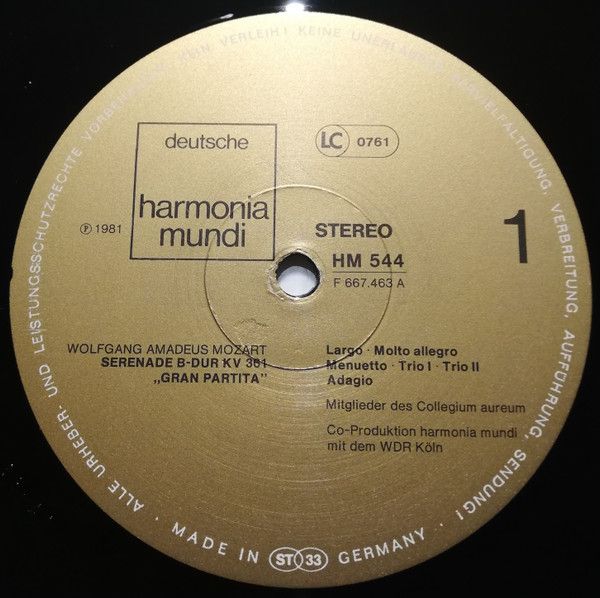 ALLE URHEBER- UND LEISTUNGSSCHUTZRECHTE VORBEHALTEN. KEIN VERLEIH! KEINE UNERLAUBTE VERVIELFÄLTIGUNG, VERBREITUNG, AUFFÜHRUNG, SENDUNG!
deutsche
harmonia
mundi
LC 0761
Ⓟ 1981
STEREO
1
HM 544
F 667.463 A
WOLFGANG AMADEUS MOZART
SERENADE B-DUR KV 361
„GRAN PARTITA”
Largo · Molto allegro
Menuetto · Trio I · Trio II
Adagio
Mitglieder des Collegium aureum
Co-Produktion harmonia mundi
mit dem WDR Köln
· MADE IN ST 33 GERMANY ·